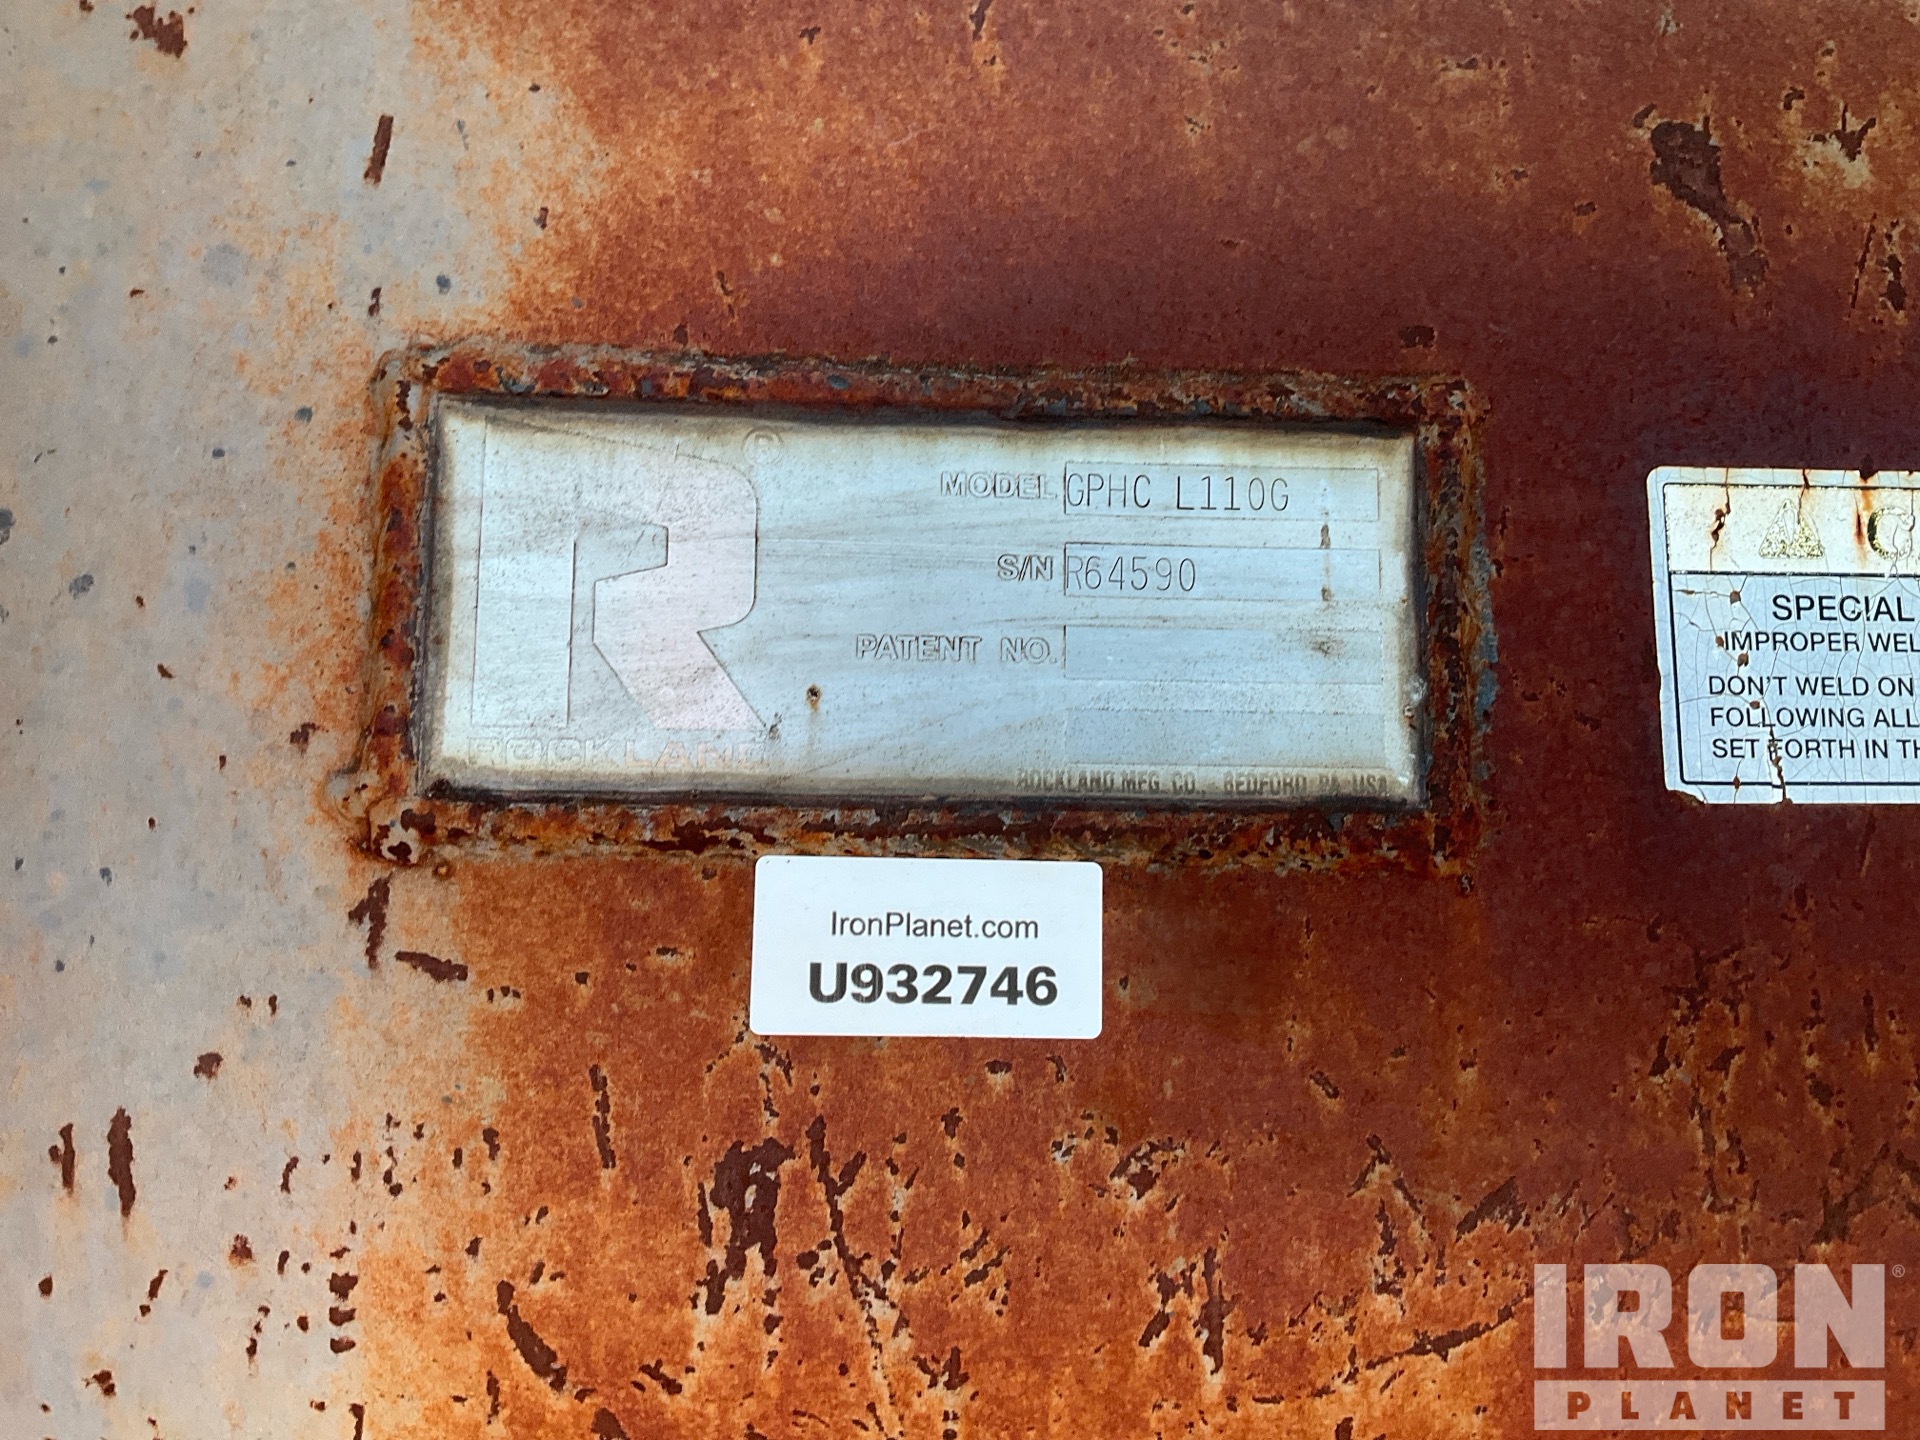 ®
MODEL GPHC L110G
S/N R64590
PATENT NO.
ROCKLAND
ROCKLAND MFG. CO., BEDFORD, PA. USA
SPECIAL
IMPROPER WEL
DON'T WELD ON
FOLLOWING ALL
SET FORTH IN TH
IronPlanet.com
U932746
IRON®
PLANET